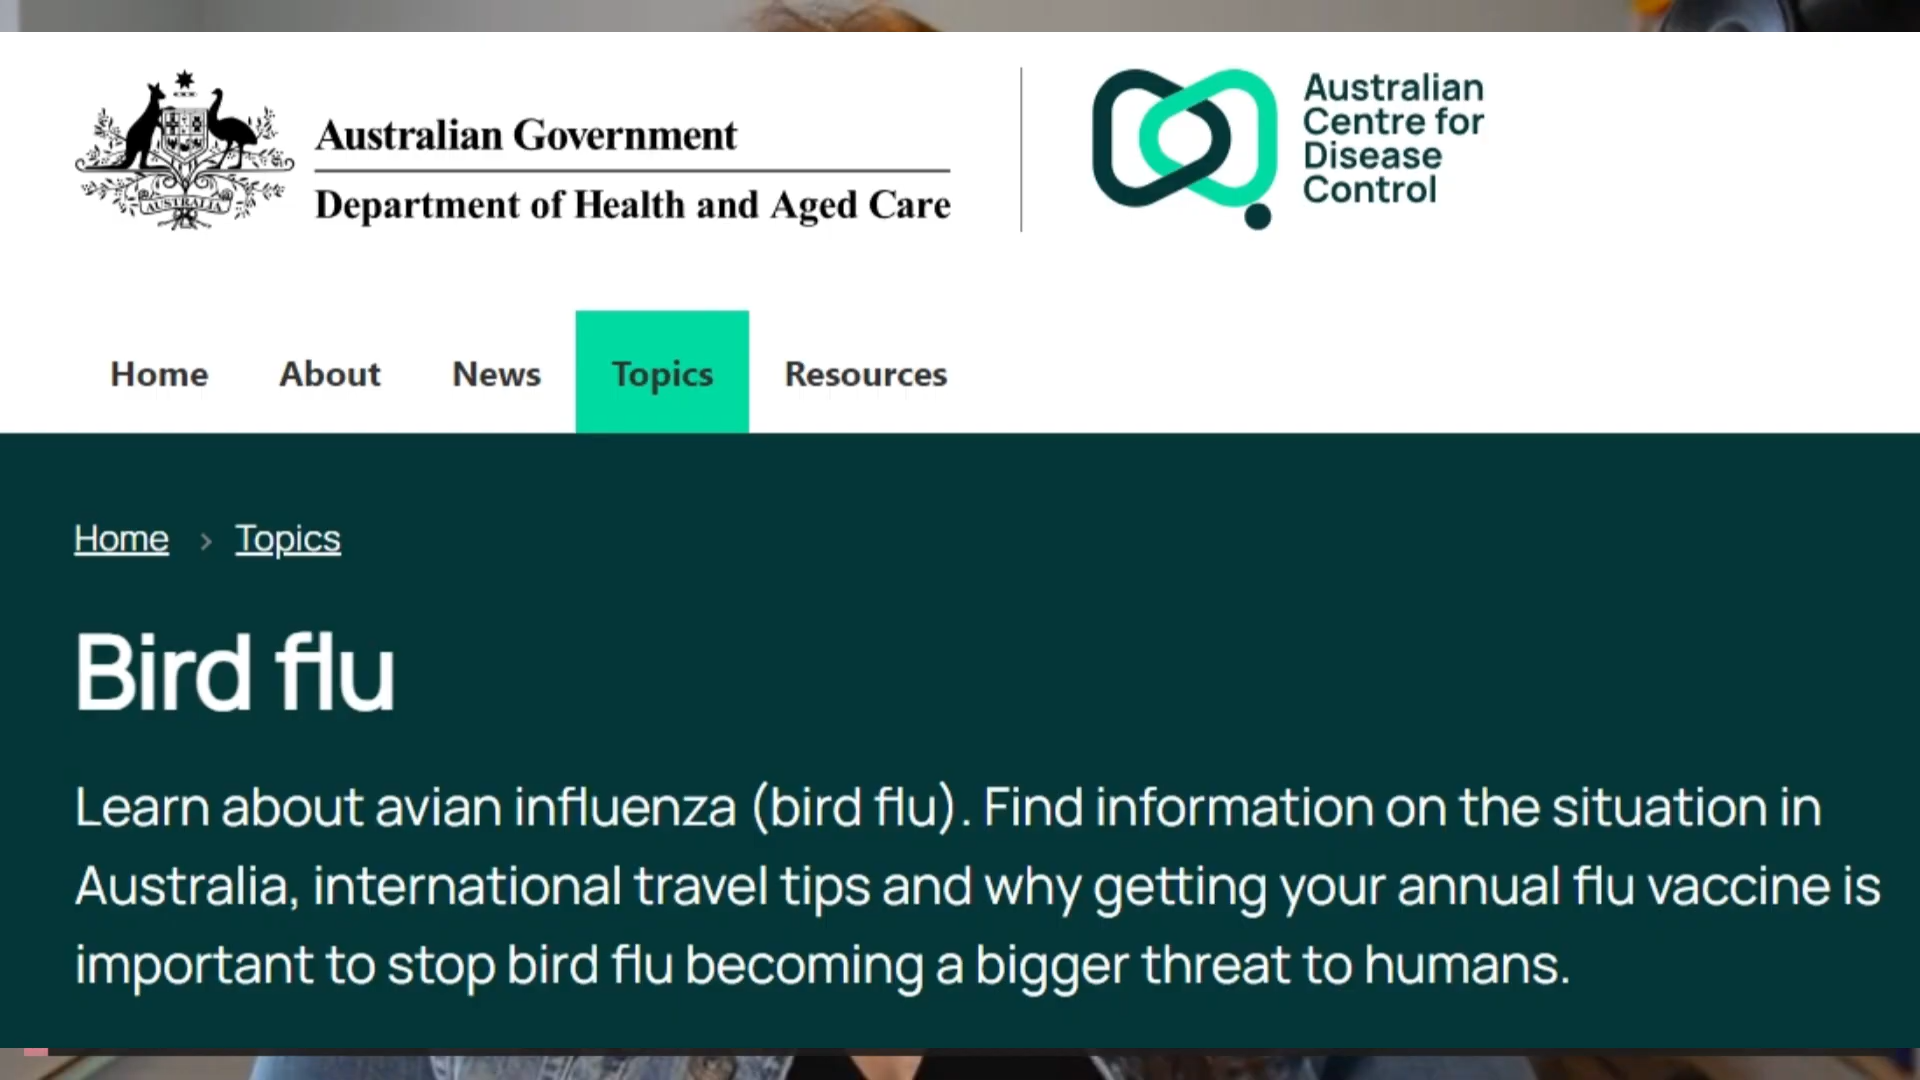 AUSTRALIA
Australian Government
Department of Health and Aged Care
Australian
Centre for
Disease
Control
Home About News Topics Resources
Home > Topics
Bird flu
Learn about avian influenza (bird flu). Find information on the situation in
Australia, international travel tips and why getting your annual flu vaccine is
important to stop bird flu becoming a bigger threat to humans.